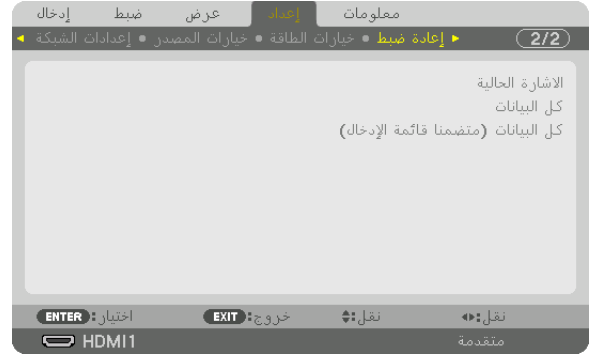 إدخال ضبط عرض إعداد معلومات
◄ إعدادات الشبكة ● خيارات المصدر ● خيارات الطاقة ● إعادة ضبط ► (2/2)
الاشارة الحالية
كل البيانات
كل البيانات (متضمنا قائمة الإدخال)
ENTER: اختيار EXIT: خروج نقل: نقل:
HDMI1 متقدمة